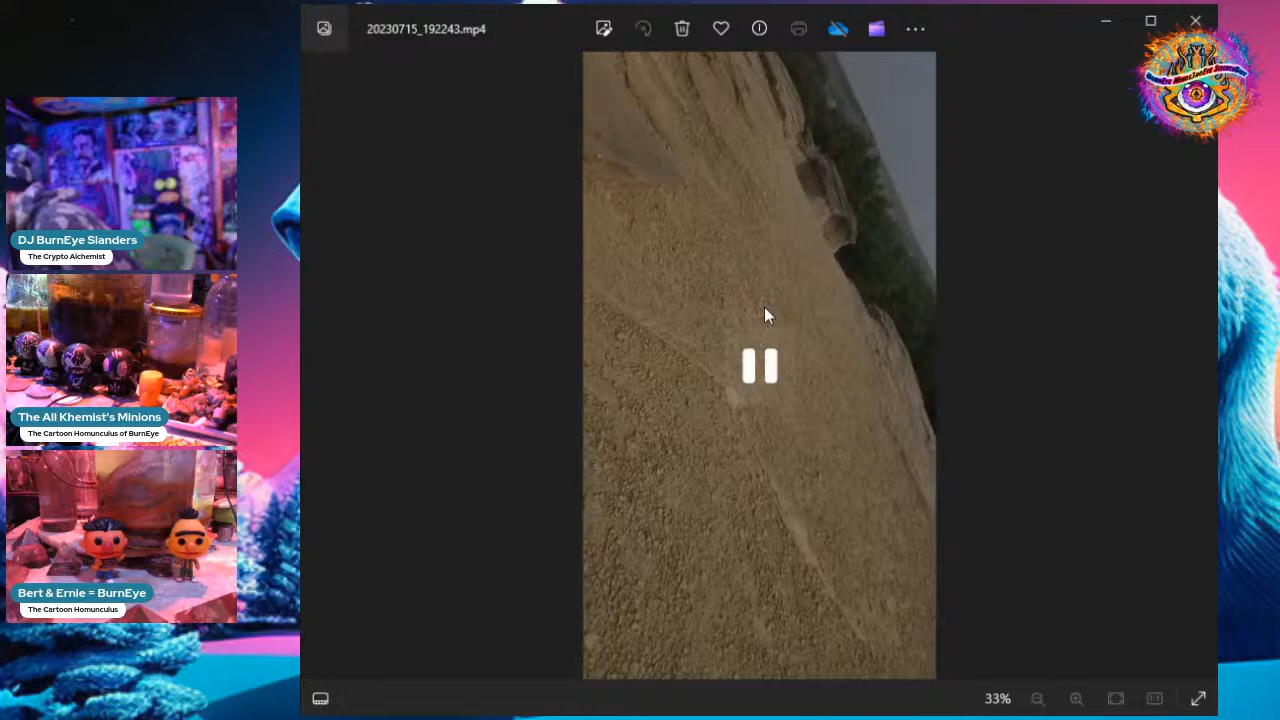 20230715_192243.mp4
DJ BurnEye Slanders
The Crypto Alchemist
The All Khemist's Minions
The Cartoon Homunculus of BurnEye
Bert & Ernie = BurnEye
The Cartoon Homunculus
33%